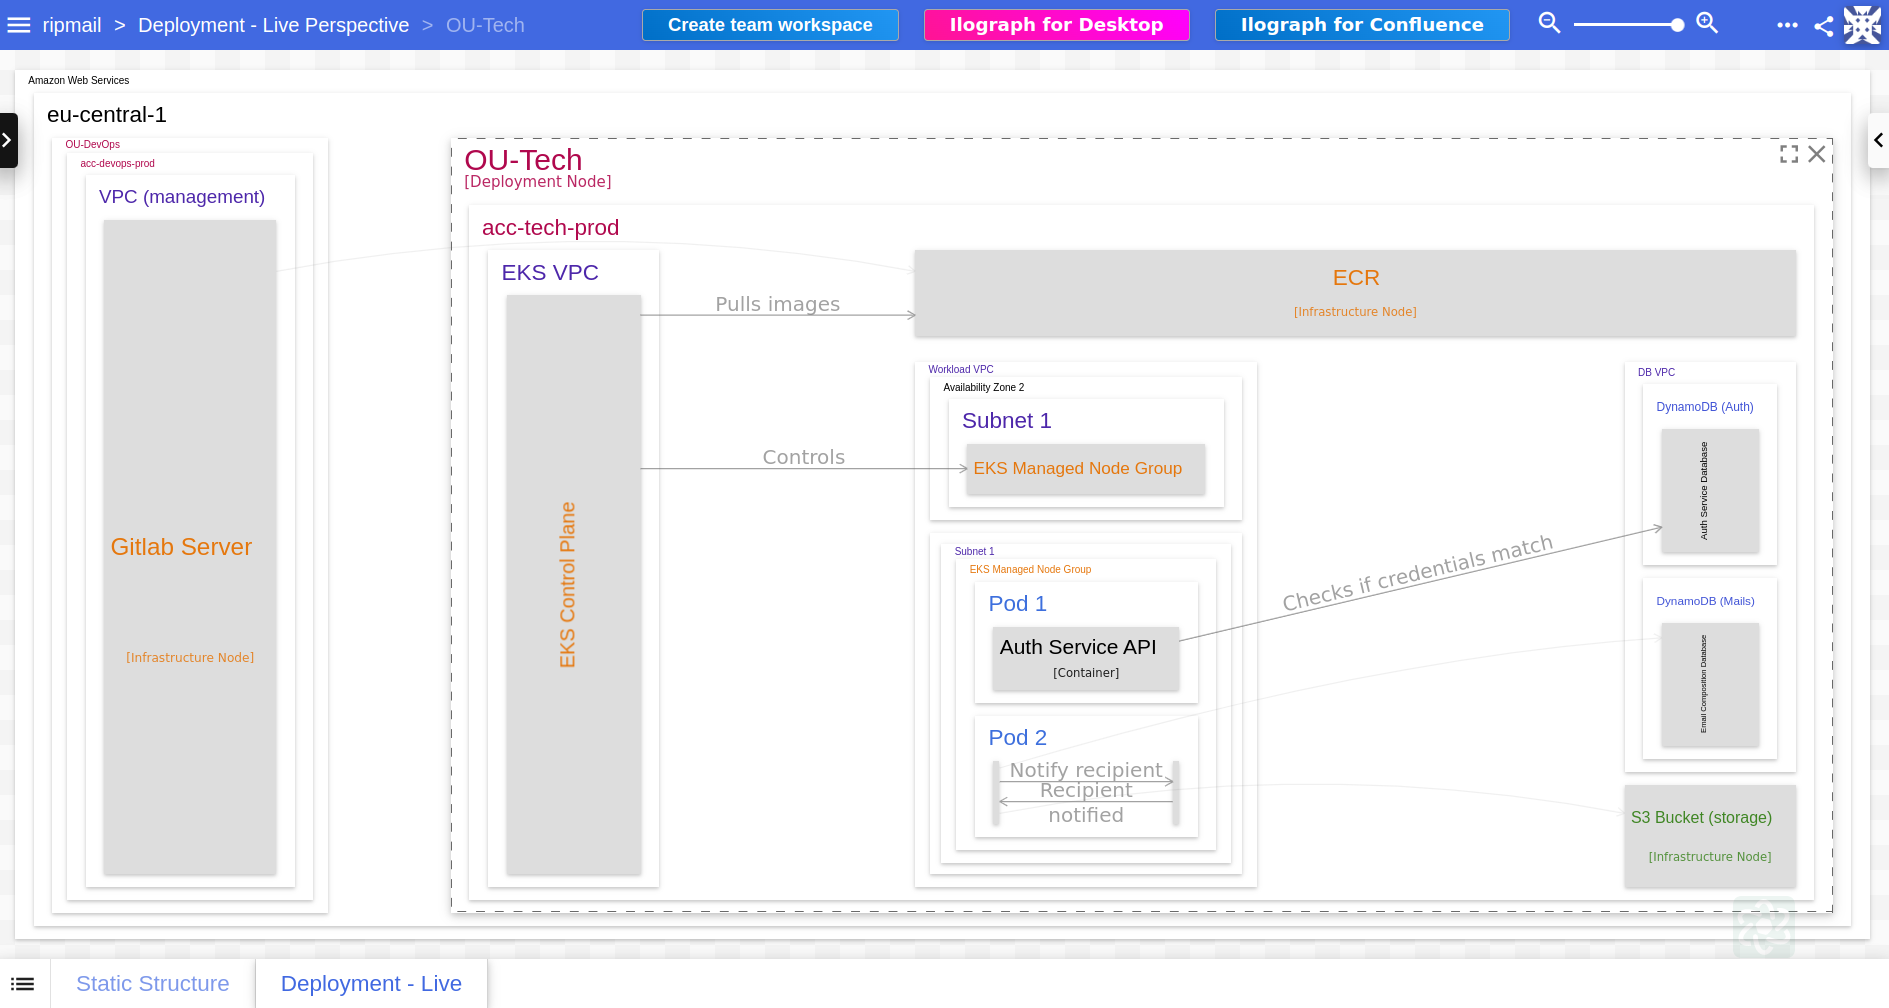 ripmail > Deployment - Live Perspective > OU-Tech
Create team workspace
Ilograph for Desktop
Ilograph for Confluence
Amazon Web Services
eu-central-1
OU-DevOps
acc-devops-prod
VPC (management)
Gitlab Server
[Infrastructure Node]
OU-Tech
[Deployment Node]
acc-tech-prod
EKS VPC
EKS Control Plane
Pulls images
Controls
ECR
[Infrastructure Node]
Workload VPC
Availability Zone 2
Subnet 1
EKS Managed Node Group
Subnet 1
EKS Managed Node Group
Pod 1
Auth Service API
[Container]
Pod 2
Notify recipient
Recipient
notified
Checks if credentials match
DB VPC
DynamoDB (Auth)
Auth Service Database
DynamoDB (Mails)
Email Composition Database
S3 Bucket (storage)
[Infrastructure Node]
Static Structure
Deployment - Live